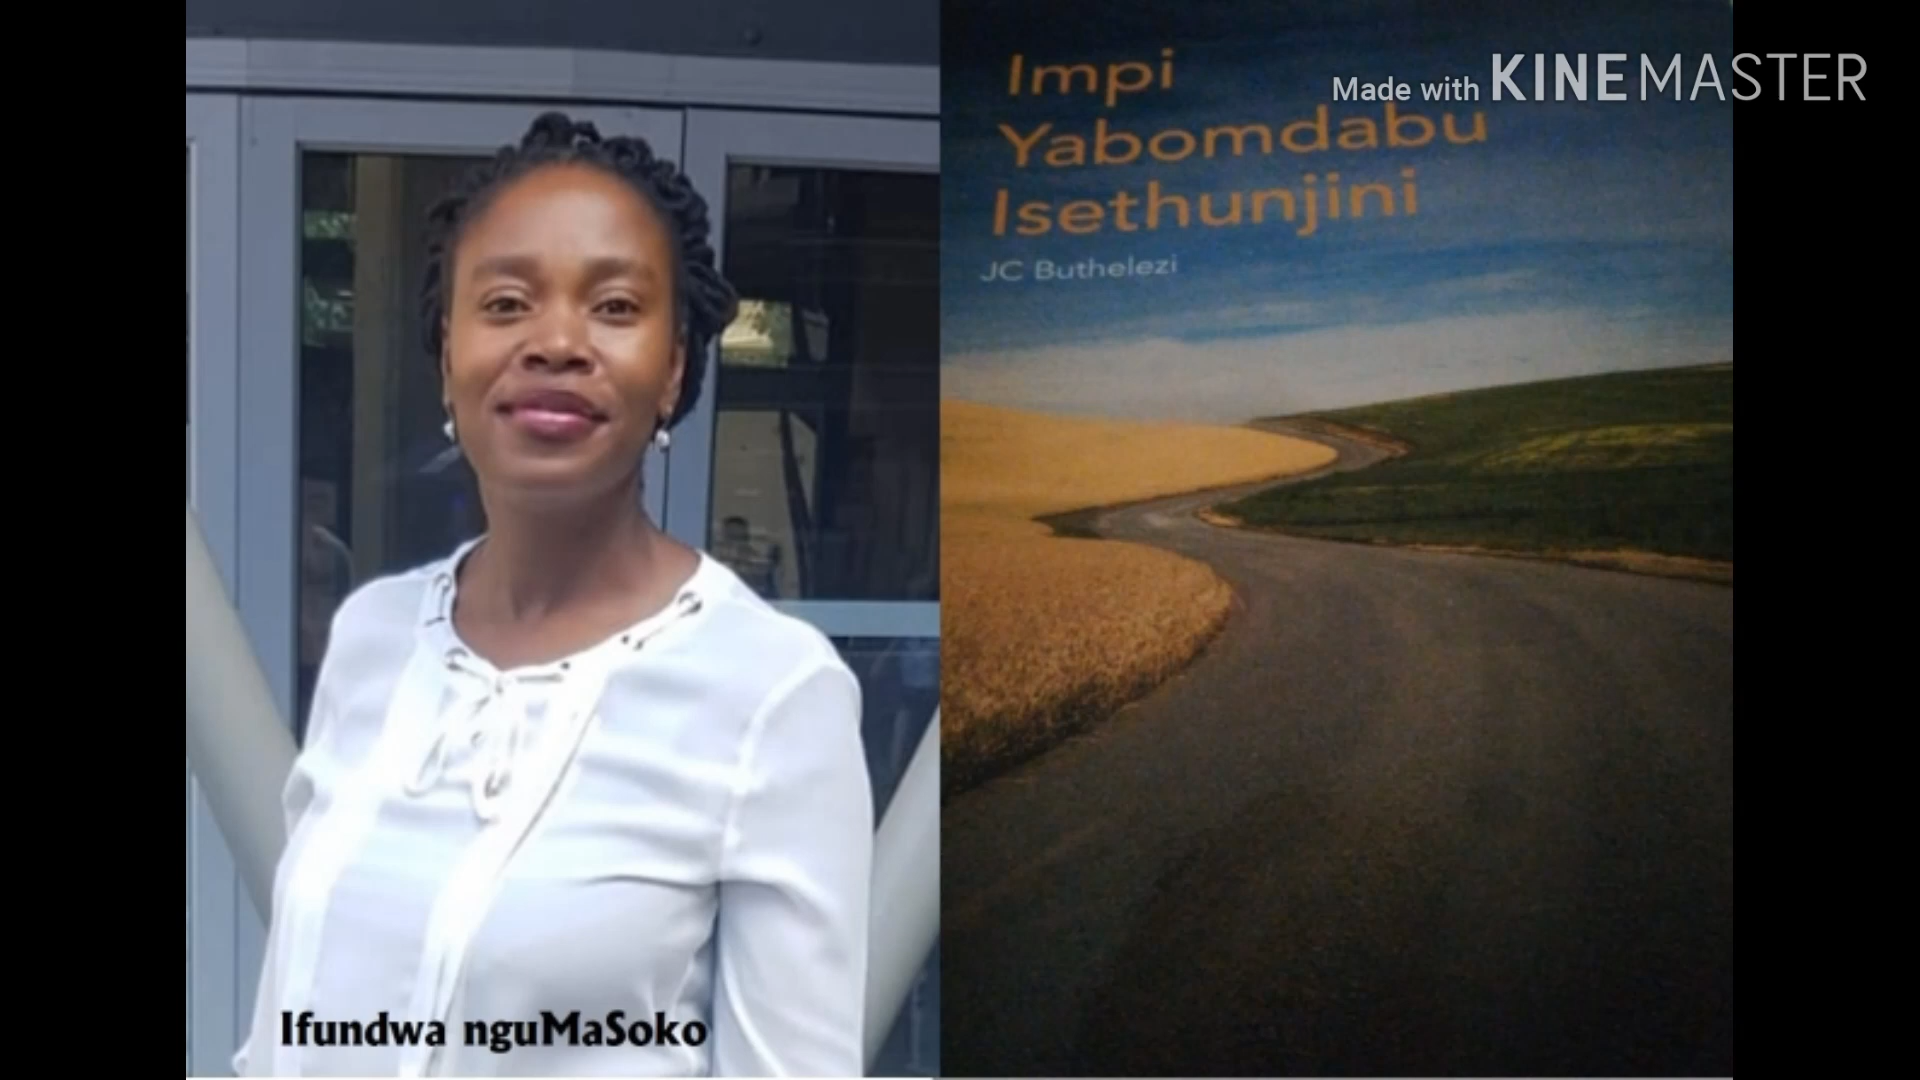 Impi
Yabomdabu
Isethunjini
JC Buthelezi
Made with KINEMASTER
Ifundwa nguMaSoko